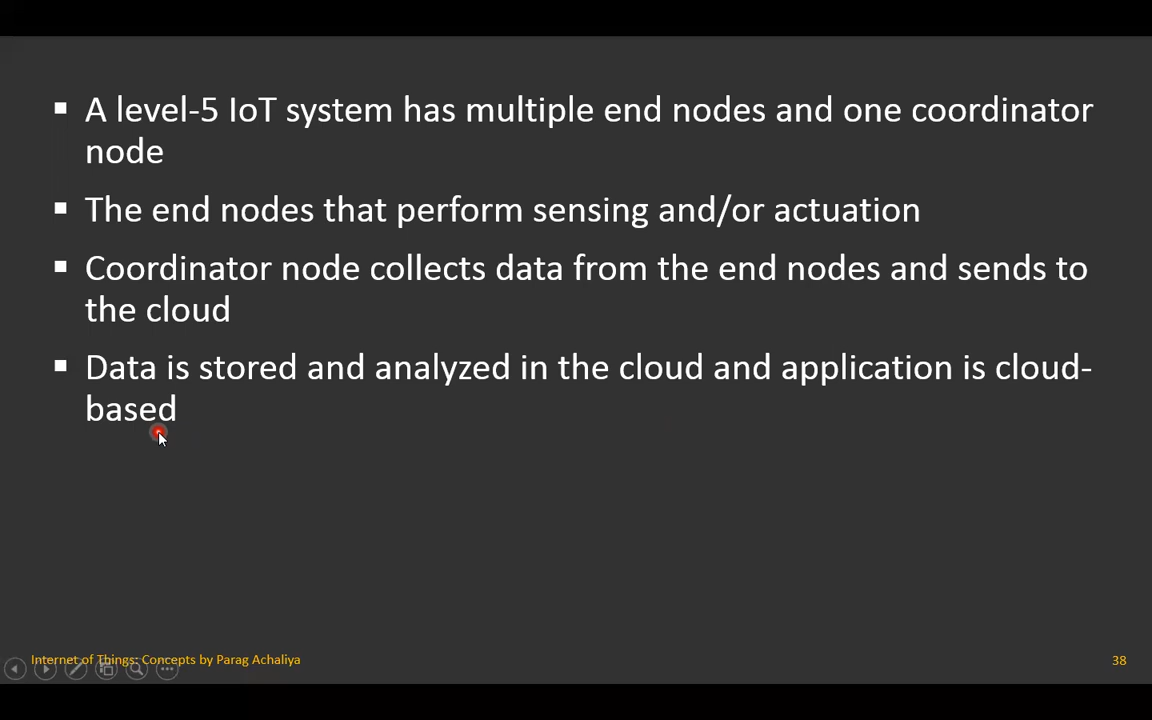 ▪ A level-5 IoT system has multiple end nodes and one coordinator
node
▪ The end nodes that perform sensing and/or actuation
▪ Coordinator node collects data from the end nodes and sends to
the cloud
▪ Data is stored and analyzed in the cloud and application is cloud-
based
Internet of Things: Concepts by Parag Achaliya
38